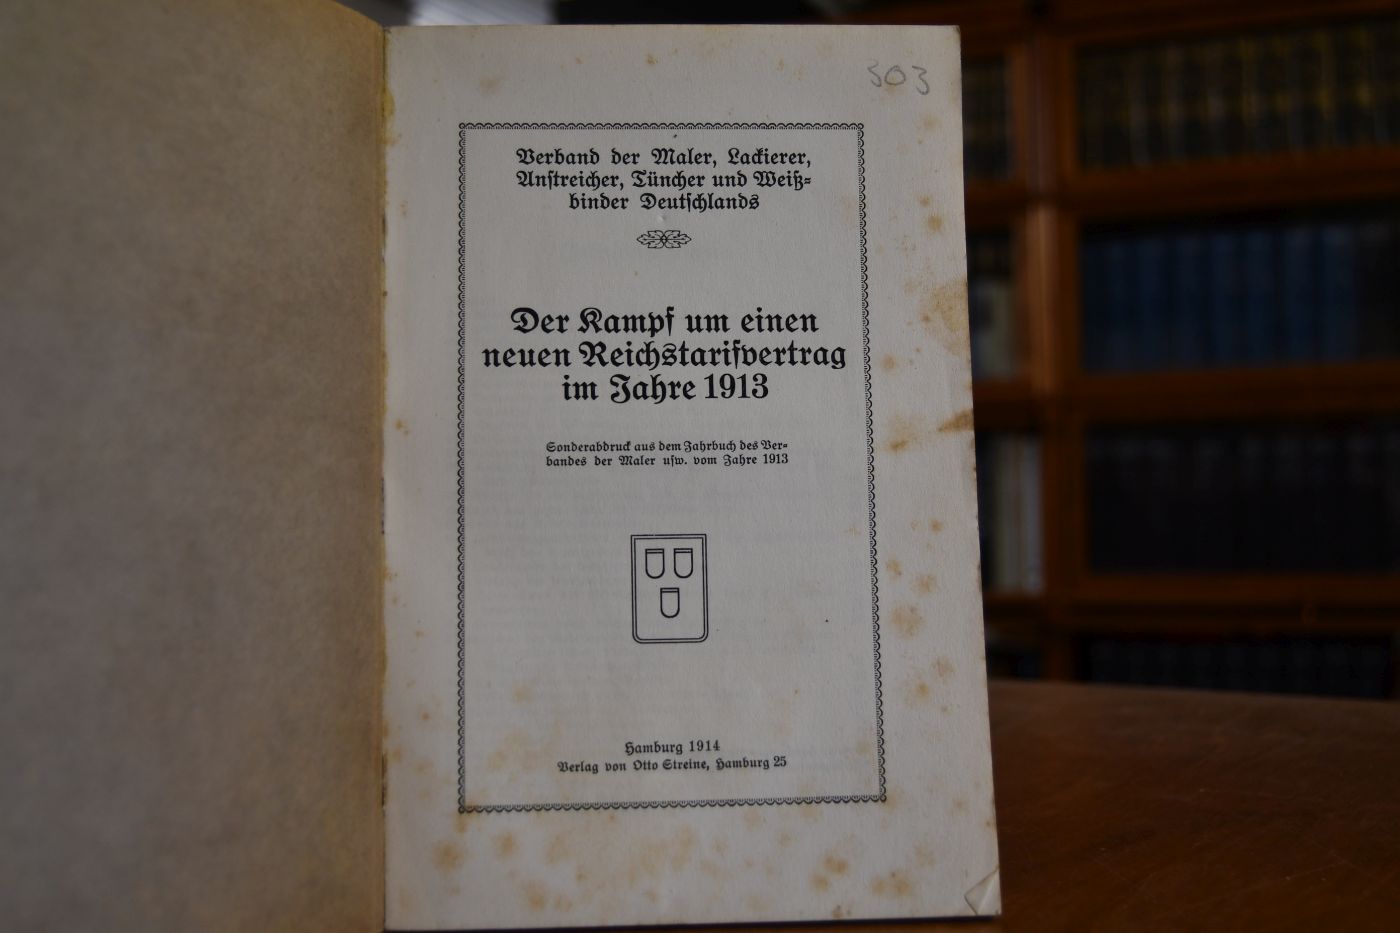 303
Verband der Maler, Lackierer,
Anstreicher, Tüncher und Weiß-
binder Deutschlands
Der Kampf um einen
neuen Reichstarifvertrag
im Jahre 1913
Sonderabdruck aus dem Jahrbuch des Ver-
bandes der Maler usw. vom Jahre 1913
Hamburg 1914
Verlag von Otto Streine, Hamburg 25